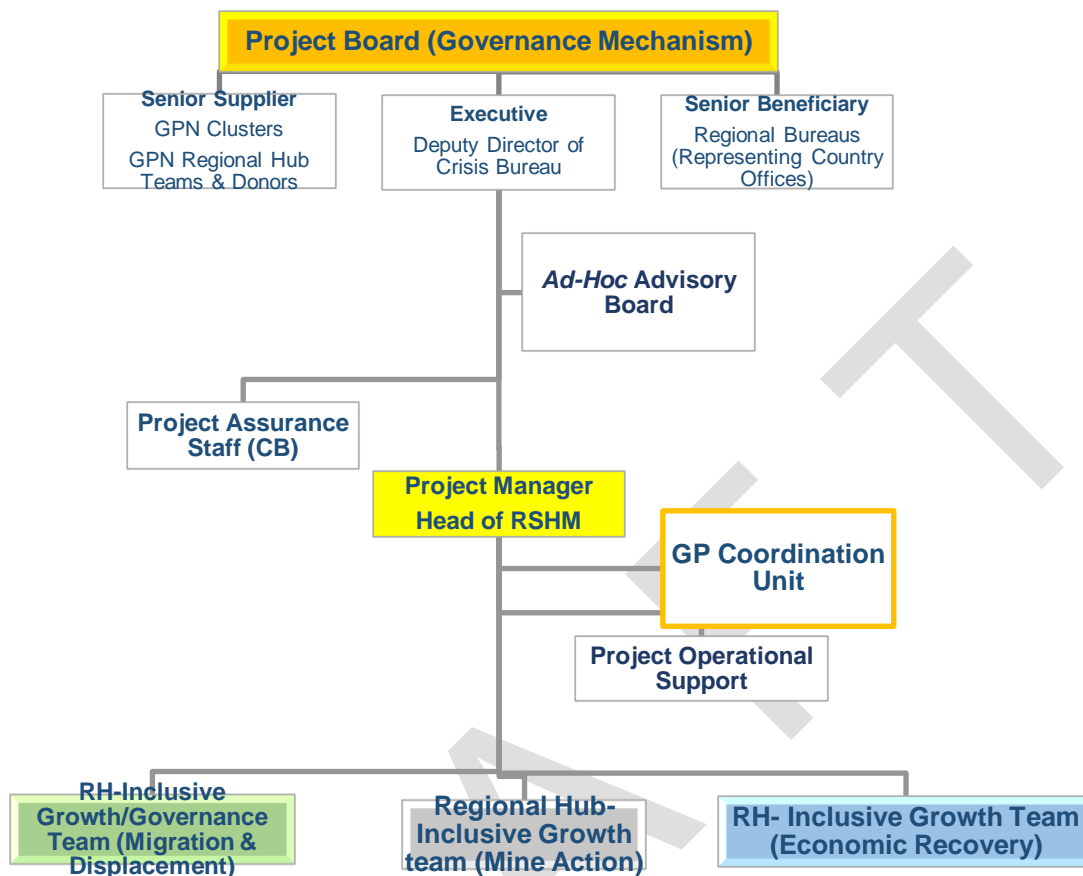 Project Board (Governance Mechanism)
Senior Supplier
GPN Clusters
GPN Regional Hub
Teams & Donors
Executive
Deputy Director of
Crisis Bureau
Senior Beneficiary
Regional Bureaus
(Representing Country
Offices)
Ad-Hoc Advisory
Board
Project Assurance
Staff (CB)
Project Manager
Head of RSHM
GP Coordination
Unit
Project Operational
Support
RH-Inclusive
Growth/Governance
Team (Migration &
Displacement)
Regional Hub-
Inclusive Growth
team (Mine Action)
RH- Inclusive Growth Team
(Economic Recovery)